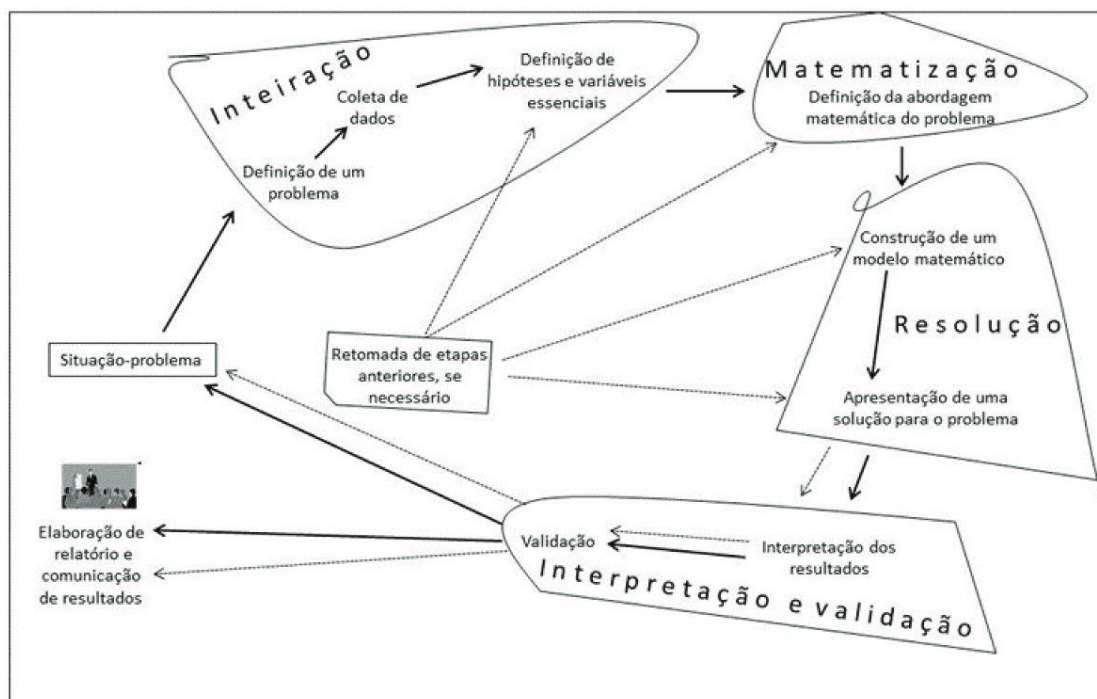 Inteiração
Coleta de
dados
Definição de
hipóteses e variáveis
essenciais
Definição de um
problema
Matematização
Definição da abordagem
matemática do problema
Construção de um
modelo matemático
Resolução
Apresentação de uma
solução para o problema
Situação-problema
Retomada de etapas
anteriores, se
necessário
Elaboração de
relatório e
comunicação
de resultados
Validação
Interpretação dos
resultados
Interpretação e validação